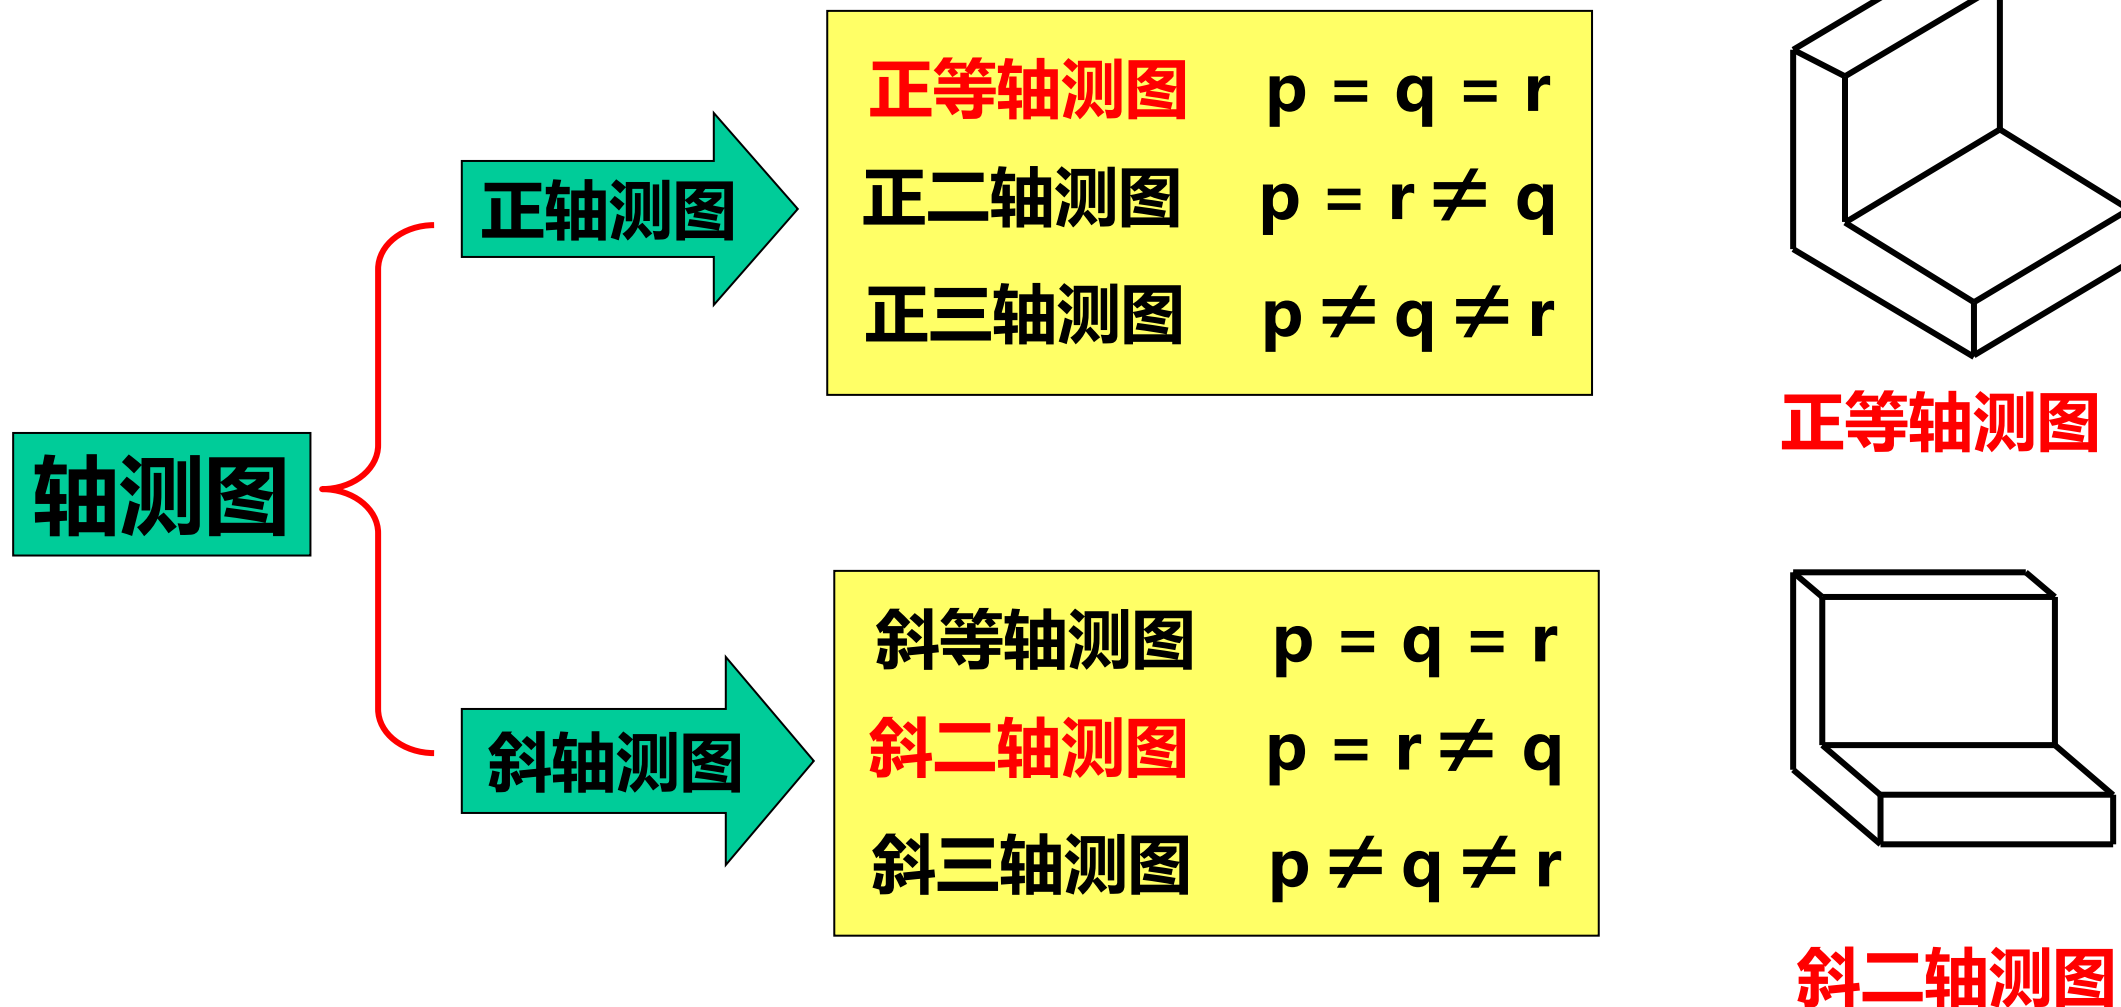 轴测图
正轴测图
正等轴测图 p = q = r
正二轴测图 p = r ≠ q
正三轴测图 p ≠ q ≠ r
正等轴测图
斜轴测图
斜等轴测图 p = q = r
斜二轴测图 p = r ≠ q
斜三轴测图 p ≠ q ≠ r
斜二轴测图